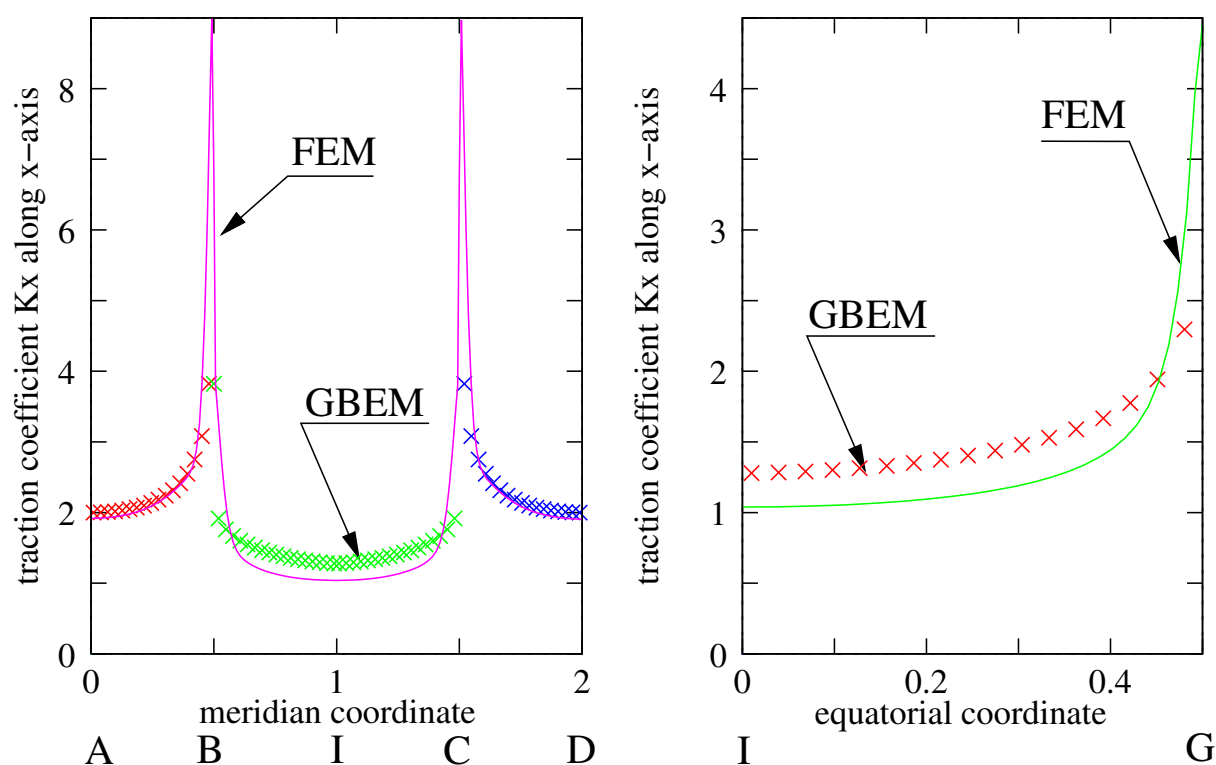 traction coefficient Kx along x−axis
8
6
4
2
0
FEM
GBEM
0
1
2
meridian coordinate
A
B
I
C
D
traction coefficient Kx along x−axis
4
3
2
1
0
FEM
GBEM
0
0.2
0.4
equatorial coordinate
I
G